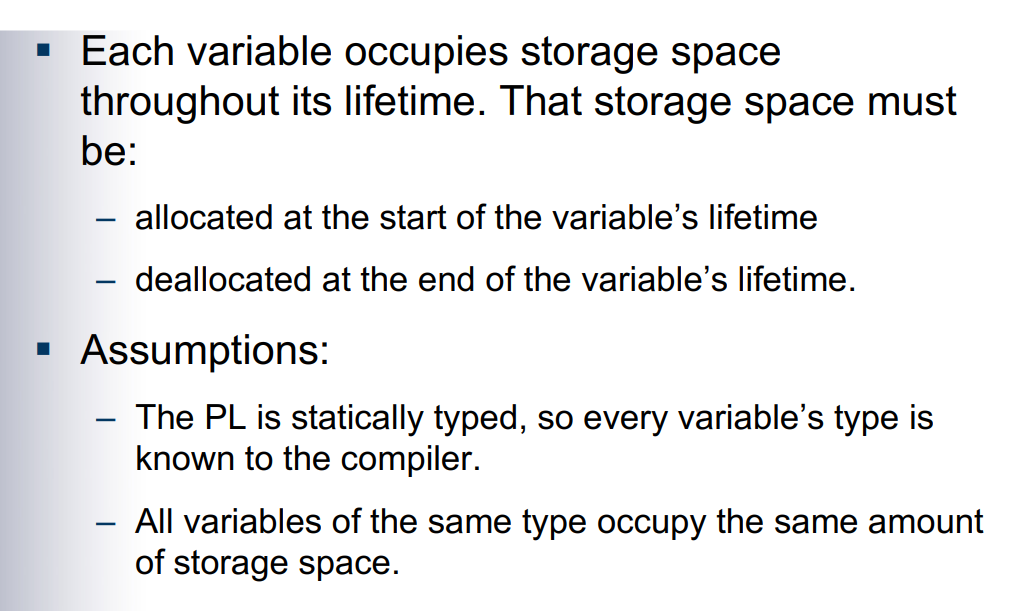 ▪ Each variable occupies storage space
throughout its lifetime. That storage space must
be:
– allocated at the start of the variable’s lifetime
– deallocated at the end of the variable’s lifetime.
▪ Assumptions:
– The PL is statically typed, so every variable’s type is
known to the compiler.
– All variables of the same type occupy the same amount
of storage space.